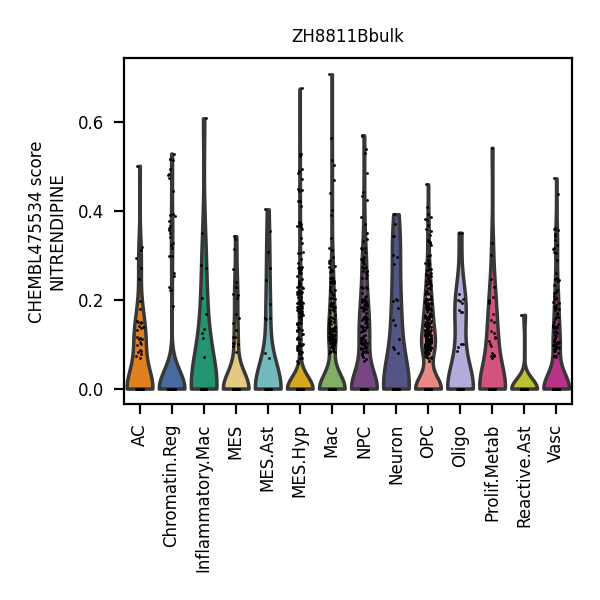 ZH8811Bbulk
CHEMBL475534 score
NITRENDIPINE
0.6
0.4
0.2
0.0
AC
Chromatin.Reg
Inflammatory.Mac
MES
MES.Ast
MES.Hyp
Mac
NPC
Neuron
OPC
Oligo
Prolif.Metab
Reactive.Ast
Vasc